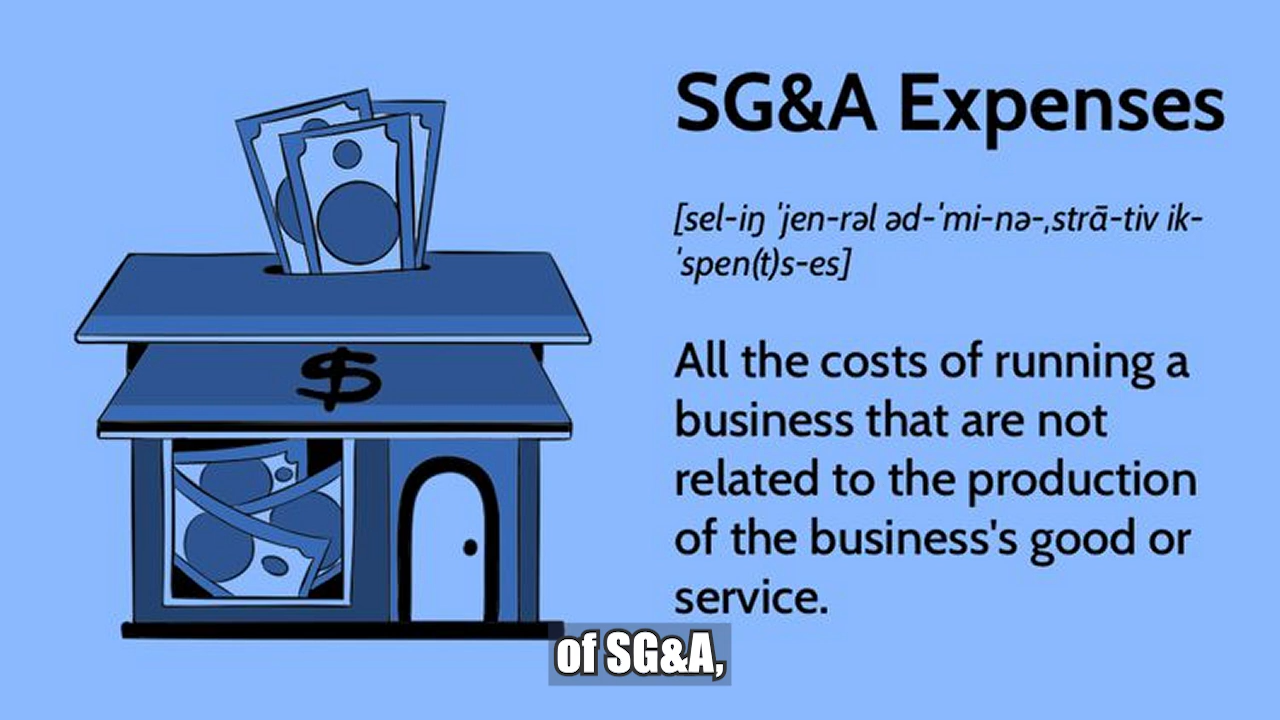 SG&A Expenses
[sel-iŋ ˈjen-rəl əd-ˈmi-nə-ˌstrā-tiv ik-
ˈspen(t)s-es]
$
All the costs of running a
business that are not
related to the production
of the business's good or
service.
of SG&A,